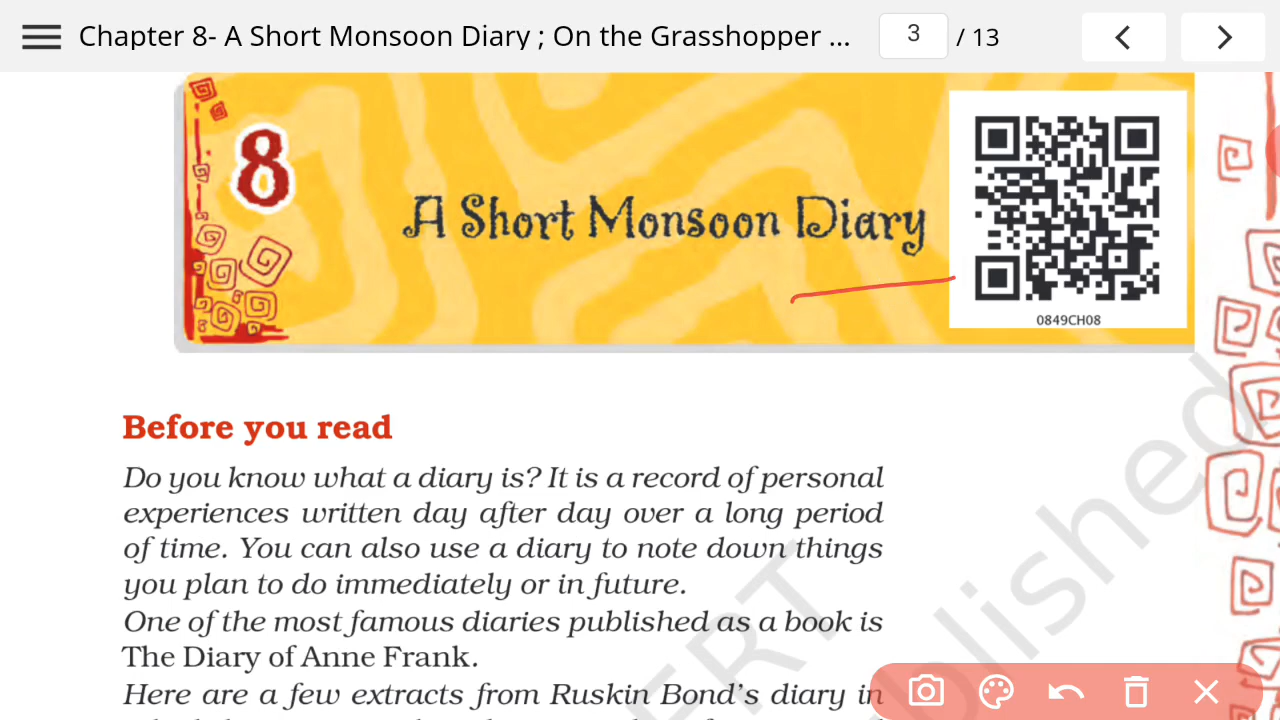 Chapter 8- A Short Monsoon Diary ; On the Grasshopper ...
3
/ 13
8
A Short Monsoon Diary
0849CH08
Before you read
Do you know what a diary is? It is a record of personal
experiences written day after day over a long period
of time. You can also use a diary to note down things
you plan to do immediately or in future.
One of the most famous diaries published as a book is
The Diary of Anne Frank.
Here are a few extracts from Ruskin Bond's diary in